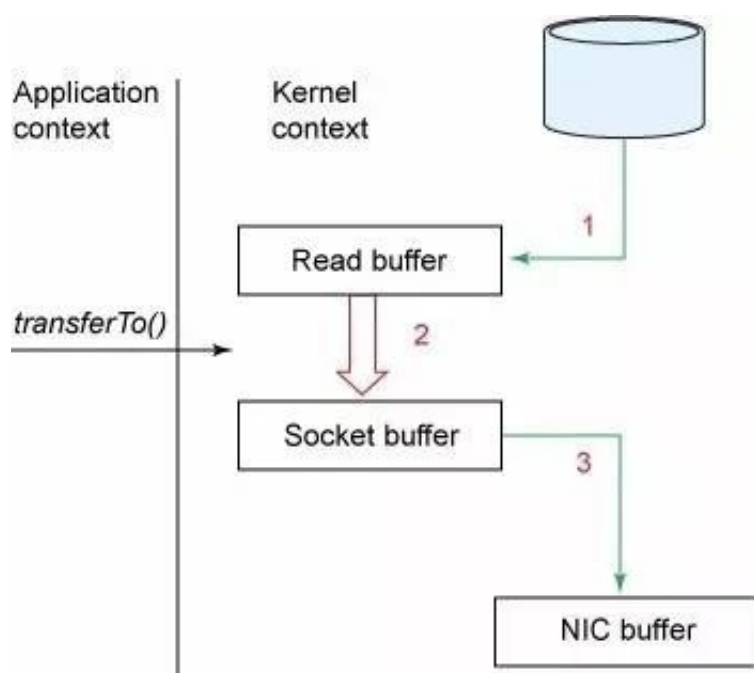 Application
context
Kernel
context
1
Read buffer
transferTo()
2
Socket buffer
3
NIC buffer